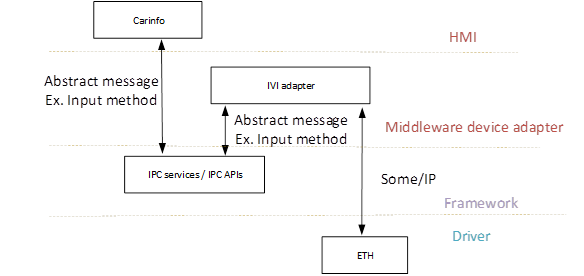 Carinfo
HMI
Abstract message
Ex. Input method
IVI adapter
Abstract message
Ex. Input method
Middleware device adapter
IPC services / IPC APIs
Some/IP
Framework
Driver
ETH